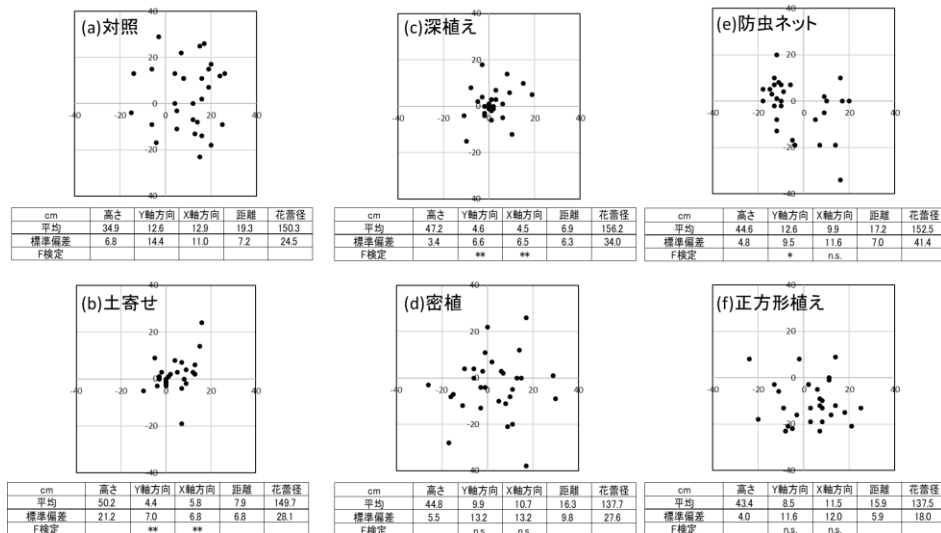 (a)対照
40
20
-40
-20
0
20
40
-20
-40
cm 高さ Y軸方向 X軸方向 距離 花蕾径
平均 34.9 12.6 12.9 19.3 150.3
標準偏差 6.8 14.4 11.0 7.2 24.5
F検定
(c)深植え
40
20
-40
-20
0
20
40
-20
-40
cm 高さ Y軸方向 X軸方向 距離 花蕾径
平均 47.2 4.6 4.5 6.9 156.2
標準偏差 3.4 6.6 6.5 6.3 34.0
F検定 ** **
(e)防虫ネット
40
20
-40
-20
0
20
40
-20
-40
cm 高さ Y軸方向 X軸方向 距離 花蕾径
平均 44.6 12.6 9.9 17.2 152.5
標準偏差 4.8 9.5 11.6 7.0 41.4
F検定 * n.s.
(b)土寄せ
40
20
-40
-20
0
20
40
-20
-40
cm 高さ Y軸方向 X軸方向 距離 花蕾径
平均 50.2 4.4 5.8 7.9 149.7
標準偏差 21.2 7.0 6.8 6.8 28.1
F検定 ** **
(d)密植
40
20
-40
-20
0
20
40
-20
-40
cm 高さ Y軸方向 X軸方向 距離 花蕾径
平均 44.8 9.9 10.7 16.3 137.7
標準偏差 5.5 13.2 13.2 9.8 27.6
F検定 n.s. n.s.
(f)正方形植え
40
20
-40
-20
0
20
40
-20
-40
cm 高さ Y軸方向 X軸方向 距離 花蕾径
平均 43.4 8.5 11.5 15.9 137.5
標準偏差 4.0 11.6 12.0 5.9 18.0
F検定 n.s. n.s.